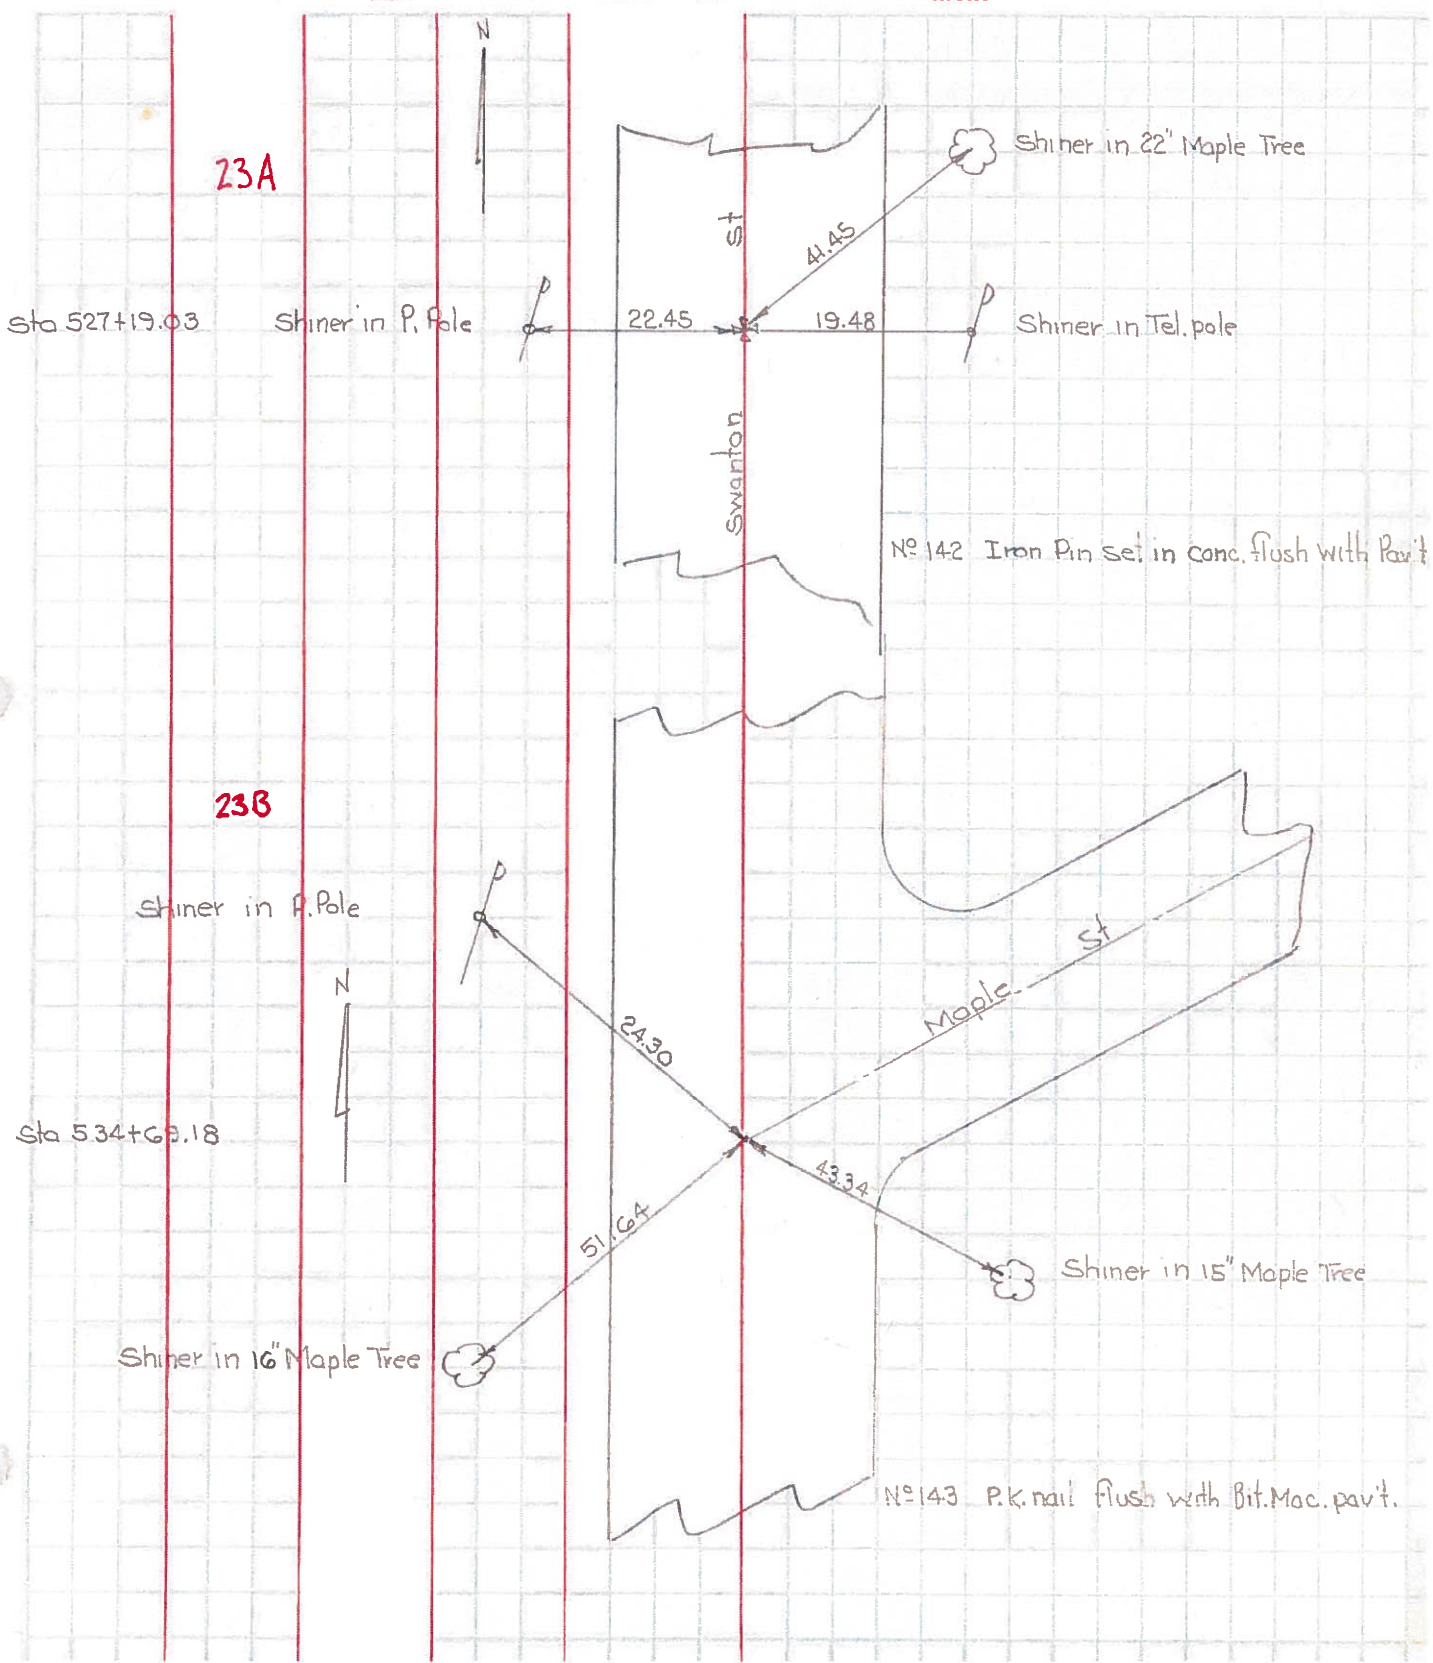 N
23A
Shiner in 22" Maple Tree
St
41.45
Sta 527+19.03
Shiner in P. Pole
22.45
19.48
Shiner in Tel. pole
Swanton
Nº 142 Iron Pin set in conc. flush with Pav't
23B
Shiner in P. Pole
N
Maple St
24.30
Sta 534+69.18
43.34
51.64
Shiner in 15" Maple Tree
Shiner in 16" Maple Tree
Nº 143 P.K. nail flush with Bit. Mac. pav't.